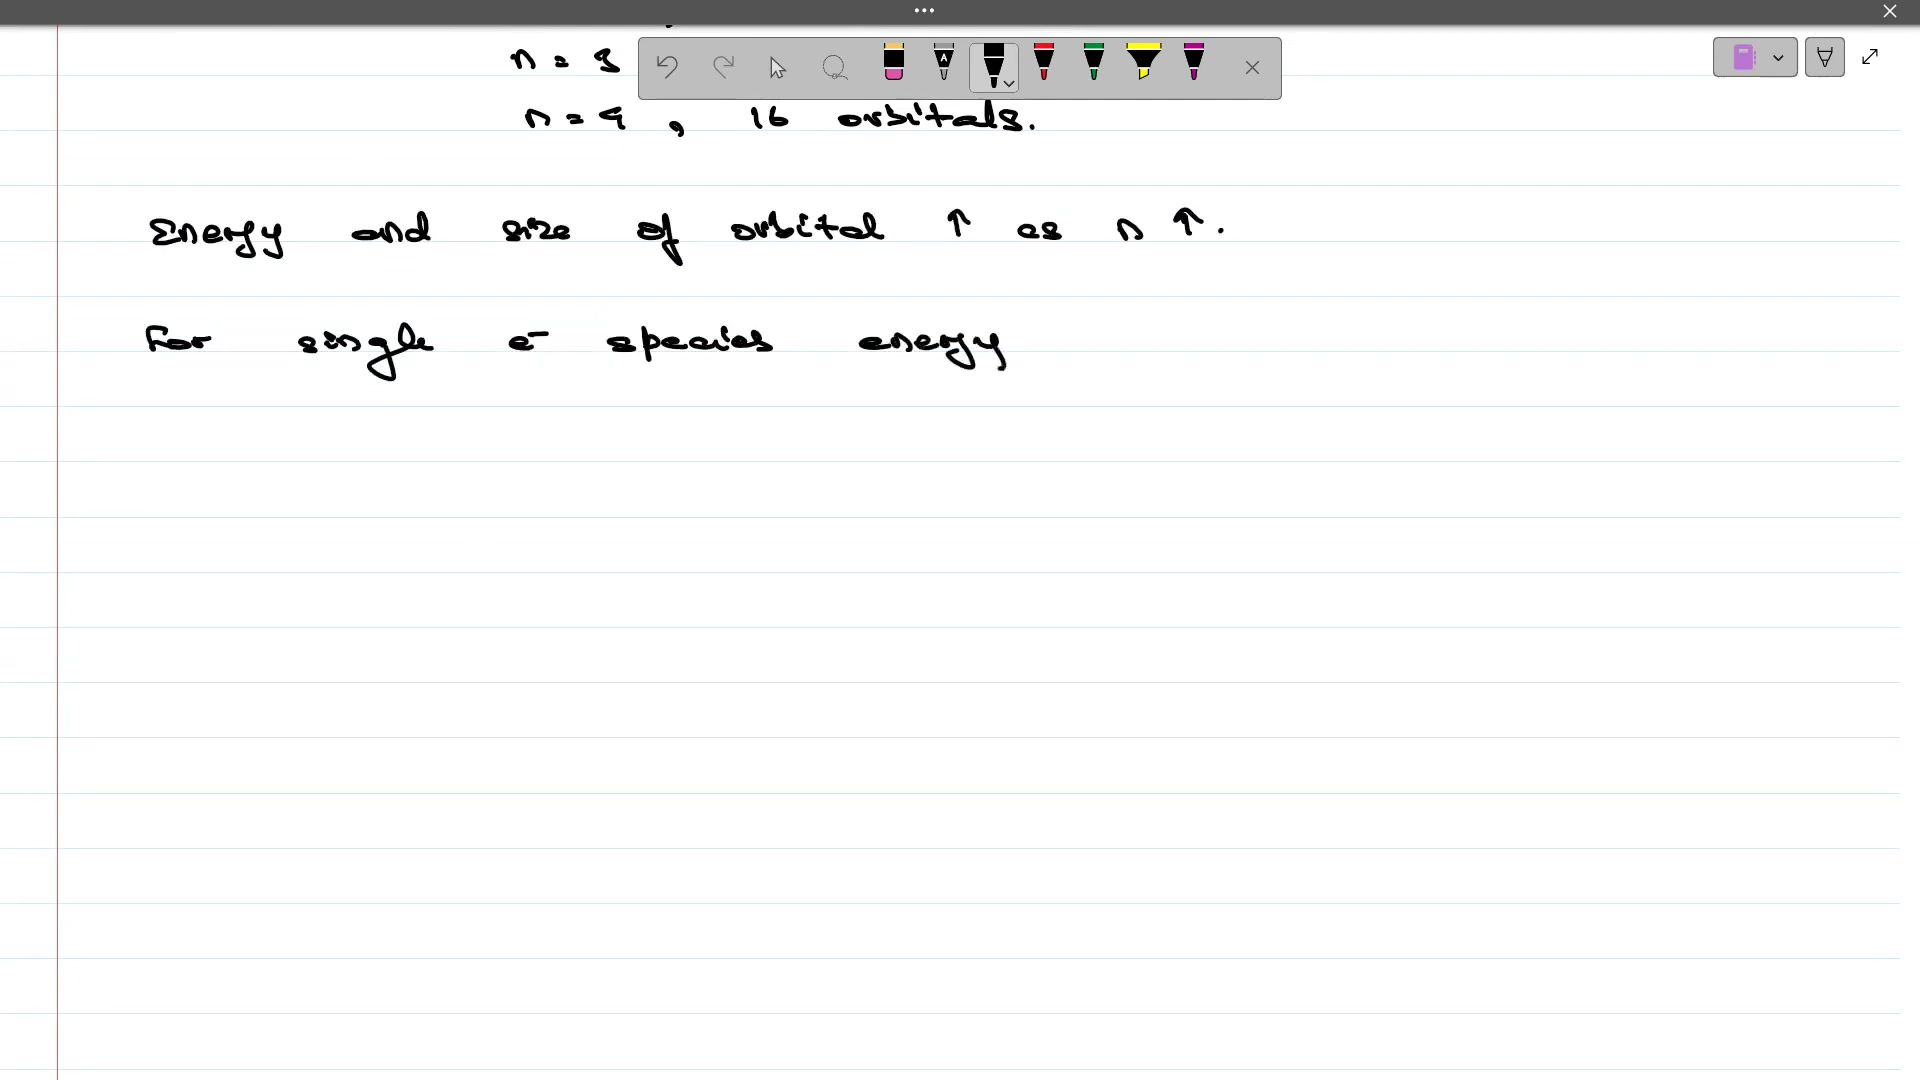 n = 3
n = 4 , 16 orbitals.
Energy and size of orbital ↑ as n ↑.
For single e⁻ species energy